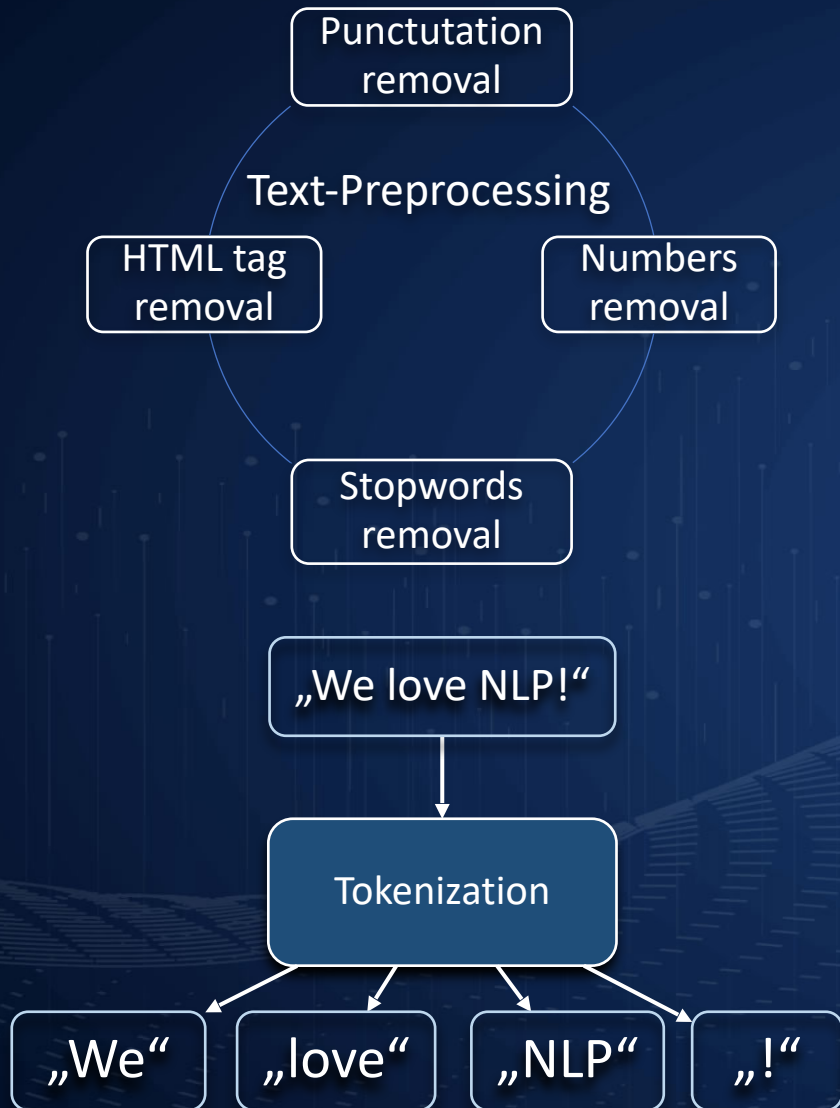 Punctutation
removal
Text-Preprocessing
HTML tag
removal
Numbers
removal
Stopwords
removal
„We love NLP!“
Tokenization
„We“
„love“
„NLP“
„!“